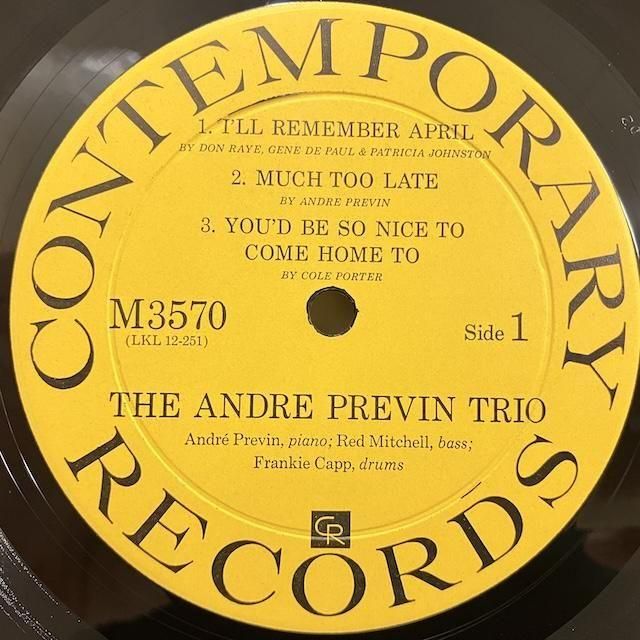 CONTEMPORARY
1. I'LL REMEMBER APRIL
BY DON RAYE, GENE DE PAUL & PATRICIA JOHNSTON
2. MUCH TOO LATE
BY ANDRE PREVIN
3. YOU'D BE SO NICE TO
COME HOME TO
BY COLE PORTER
M3570
(LKL 12-251)
Side 1
THE ANDRE PREVIN TRIO
André Previn, piano; Red Mitchell, bass;
Frankie Capp, drums
CR
RECORDS